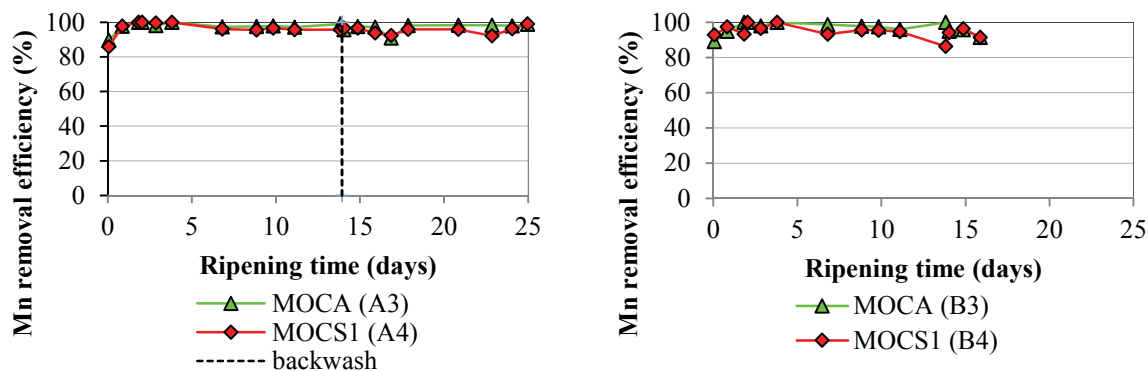 Mn removal efficiency (%)
100
80
60
40
20
0
0 5 10 15 20 25
Ripening time (days)
MOCA (A3)
MOCS1 (A4)
backwash
Mn removal efficiency (%)
100
80
60
40
20
0
0 5 10 15 20 25
Ripening time (days)
MOCA (B3)
MOCS1 (B4)